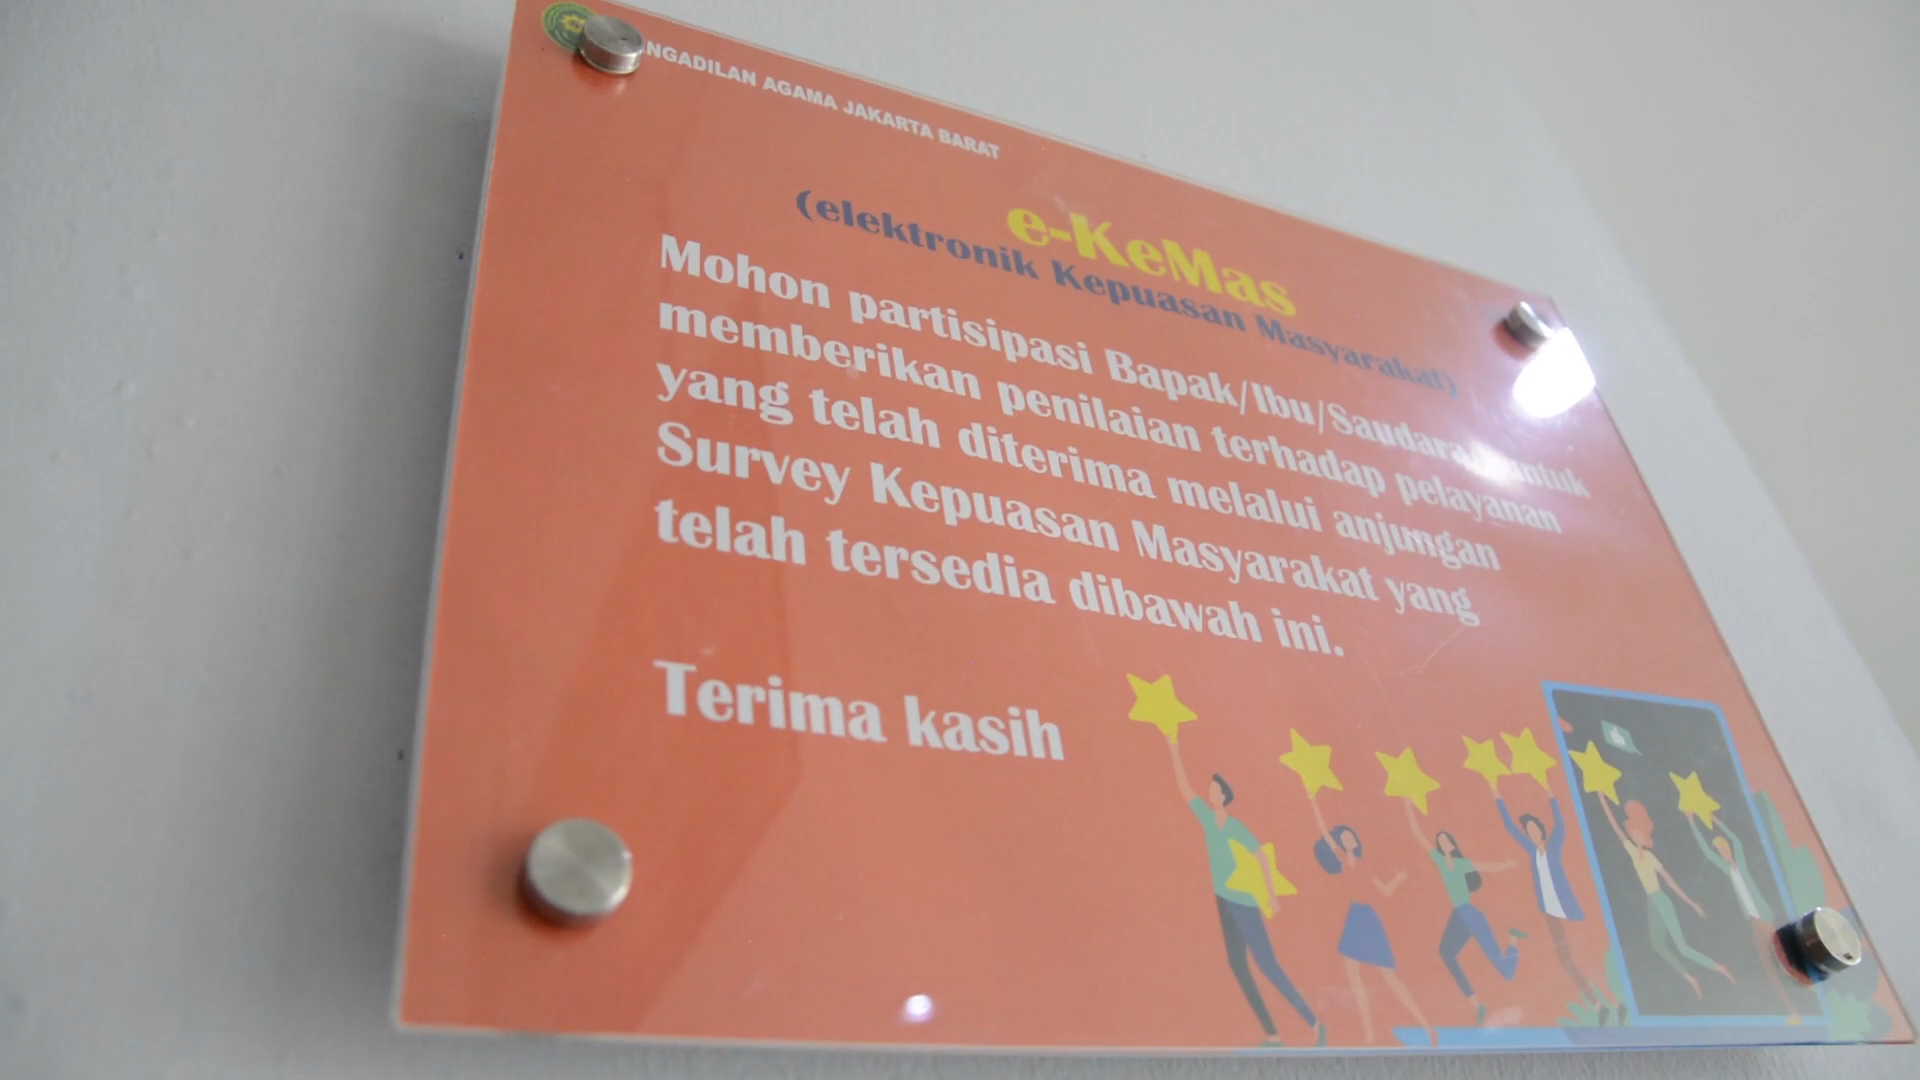 NGADILAN AGAMA JAKARTA BARAT
e-KeMas
(elektronik Kepuasan Masyarakat)
Mohon partisipasi Bapak/Ibu/Saudara
memberikan penilaian terhadap pelayanan
yang telah diterima melalui anjungan
Survey Kepuasan Masyarakat yang
telah tersedia dibawah ini.
Terima kasih